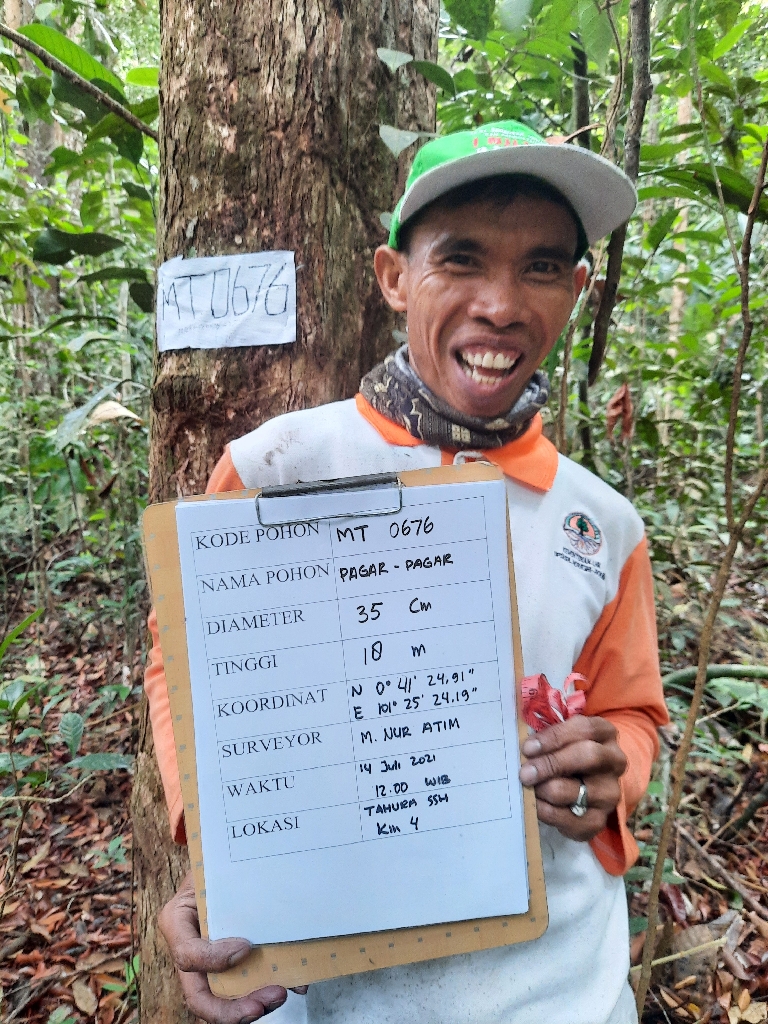 MT 0676
KODE POHON MT 0676
NAMA POHON PAGAR - PAGAR
DIAMETER 35 Cm
TINGGI 18 m
KOORDINAT N 0° 41' 24,91"
E 101° 25' 24.19"
SURVEYOR M. NUR ATIM
WAKTU 14 Juli 2021
12.00 WIB
LOKASI TAHURA SSH
Km 4